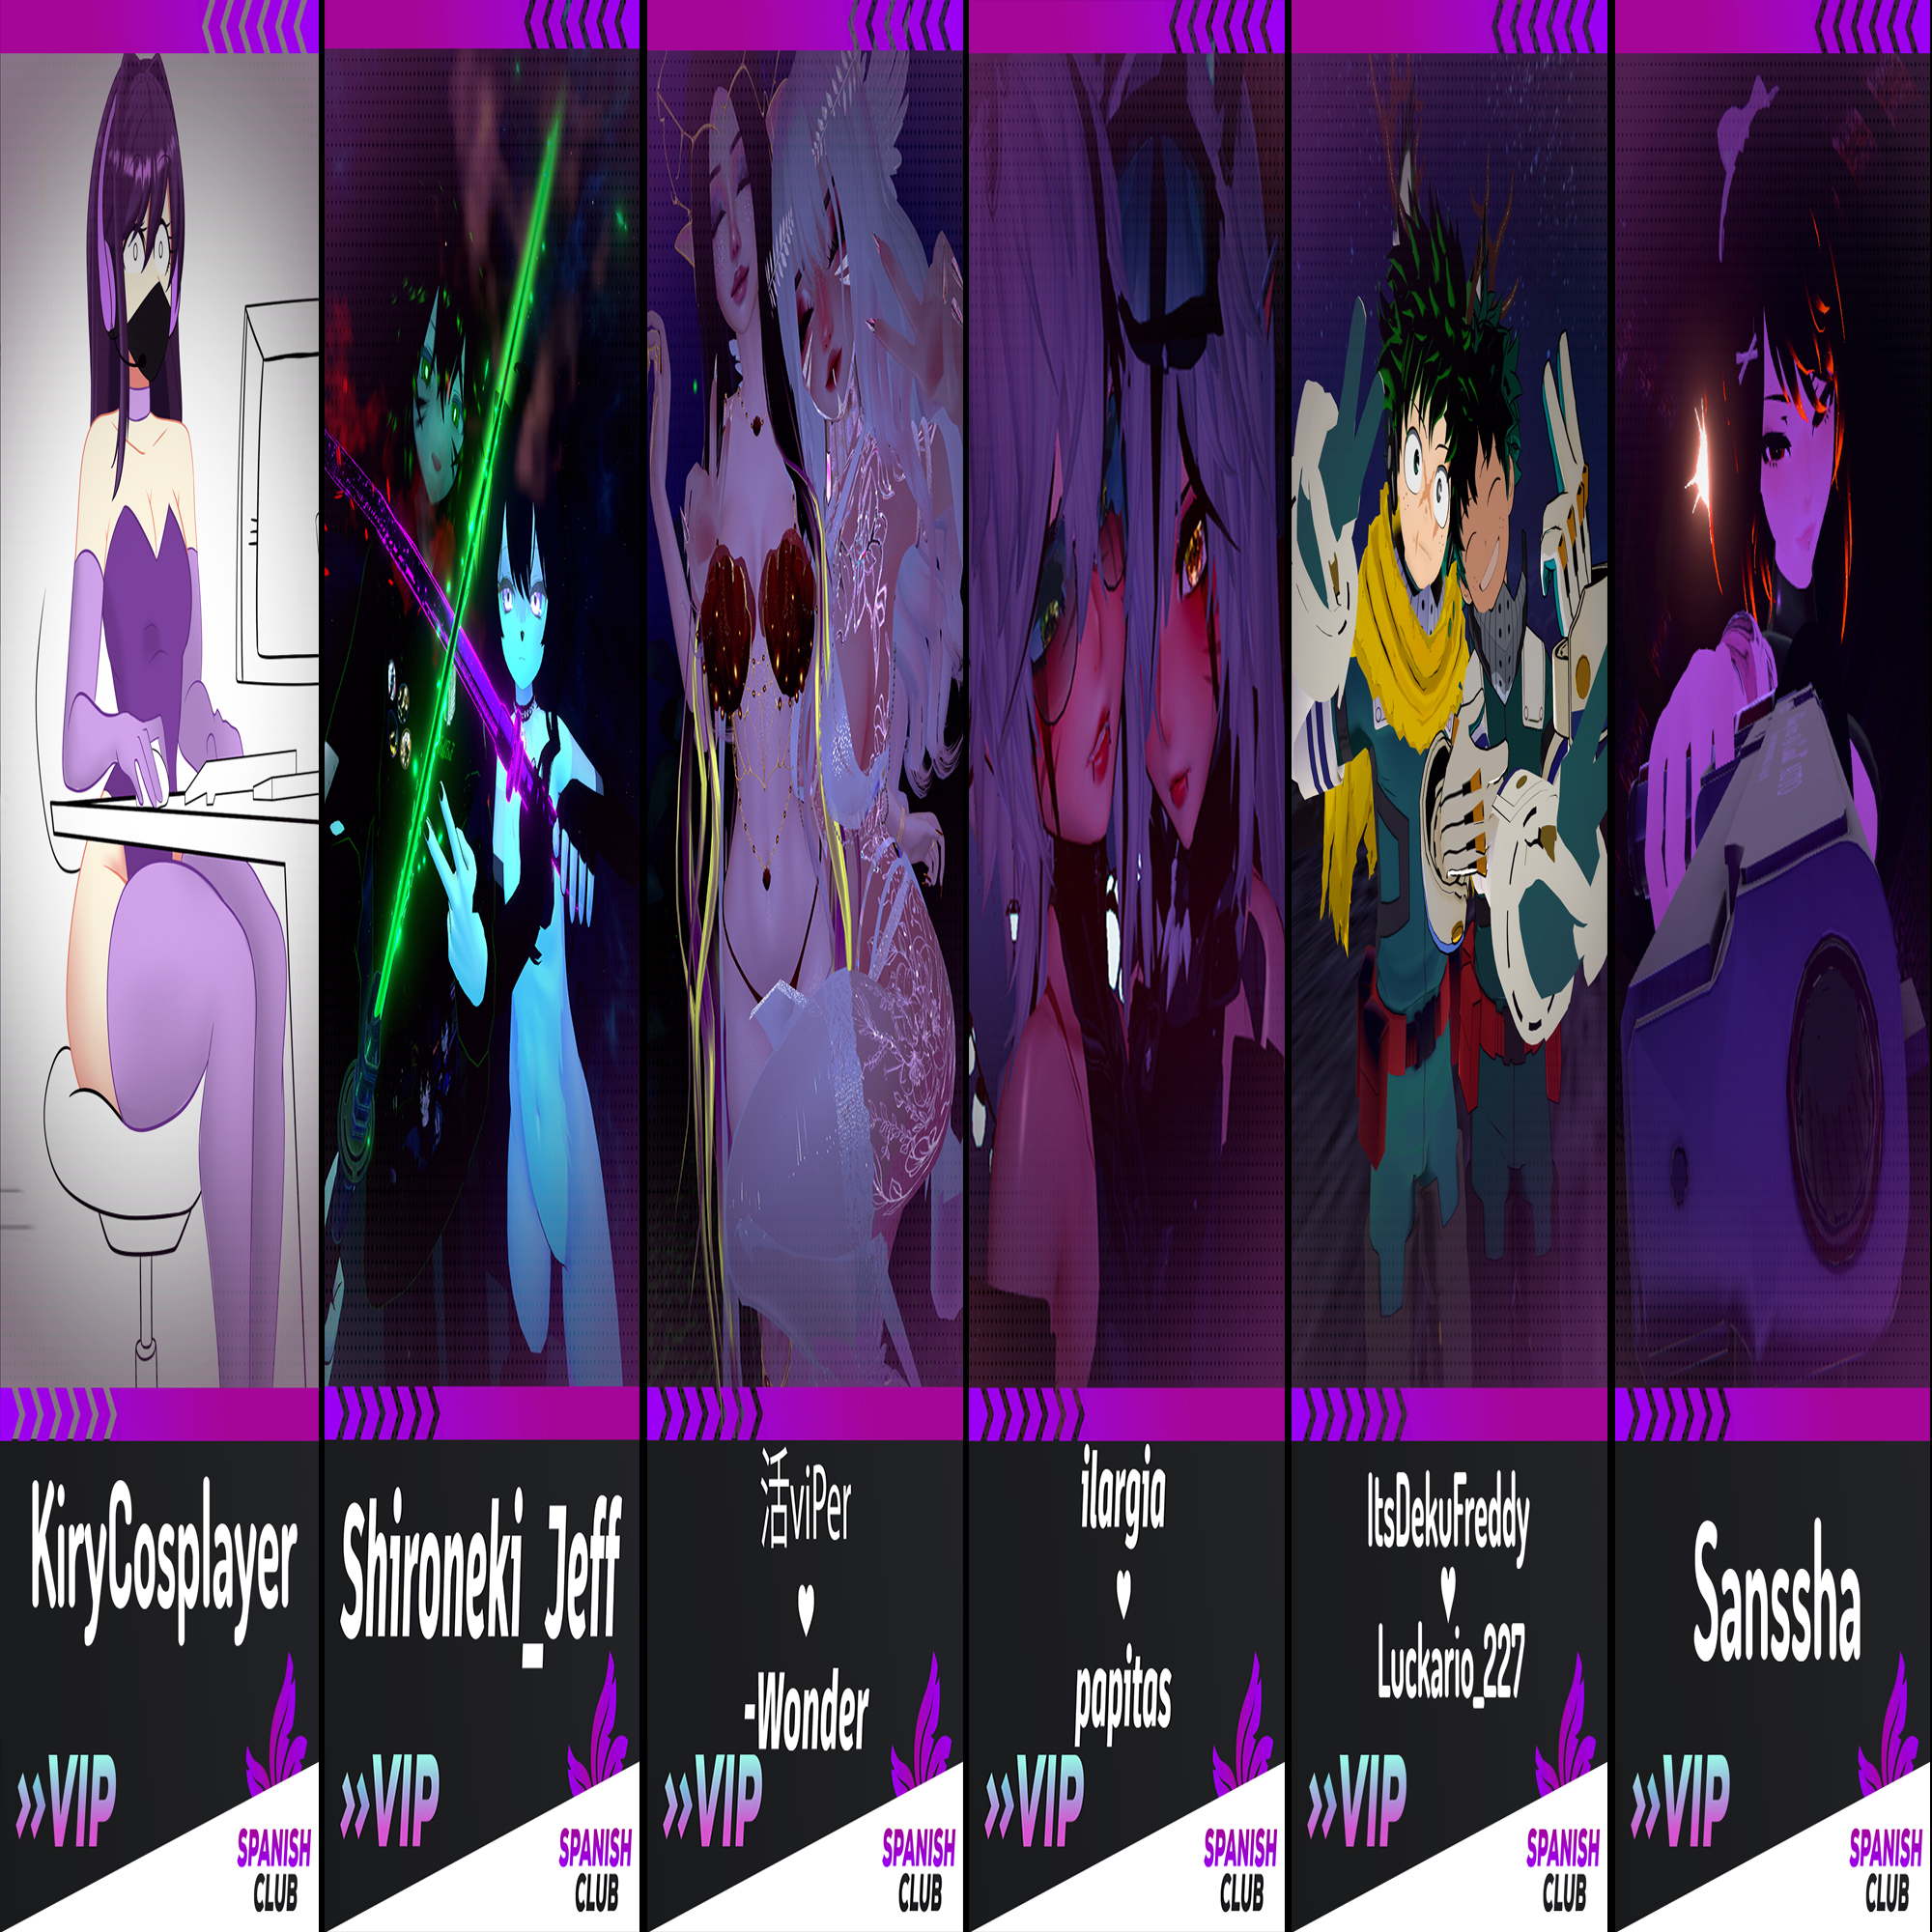 KiryCosplayer
»VIP
SPANISH
CLUB
Shironeki_Jeff
»VIP
SPANISH
CLUB
活viPer
♥
-Wonder
»VIP
SPANISH
CLUB
ilargia
♥
papitas
»VIP
SPANISH
CLUB
ItsDekuFreddy
♥
Luckario_227
»VIP
SPANISH
CLUB
Sanssha
»VIP
SPANISH
CLUB